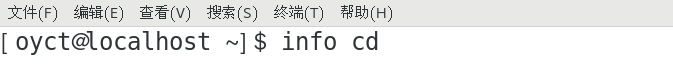 文件(F) 编辑(E) 查看(V) 搜索(S) 终端(T) 帮助(H)
[oyct@localhost ~]$ info cd